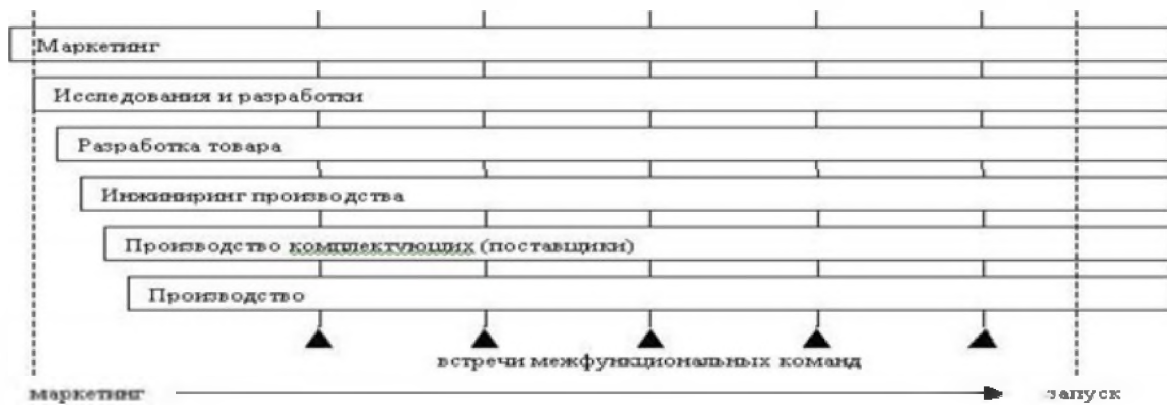 Маркетинг
Исследования и разработки
Разработка товара
Инжиниринг производства
Производство комплектующих (поставщики)
Производство
встречи межфункциональных команд
маркетинг
запуск